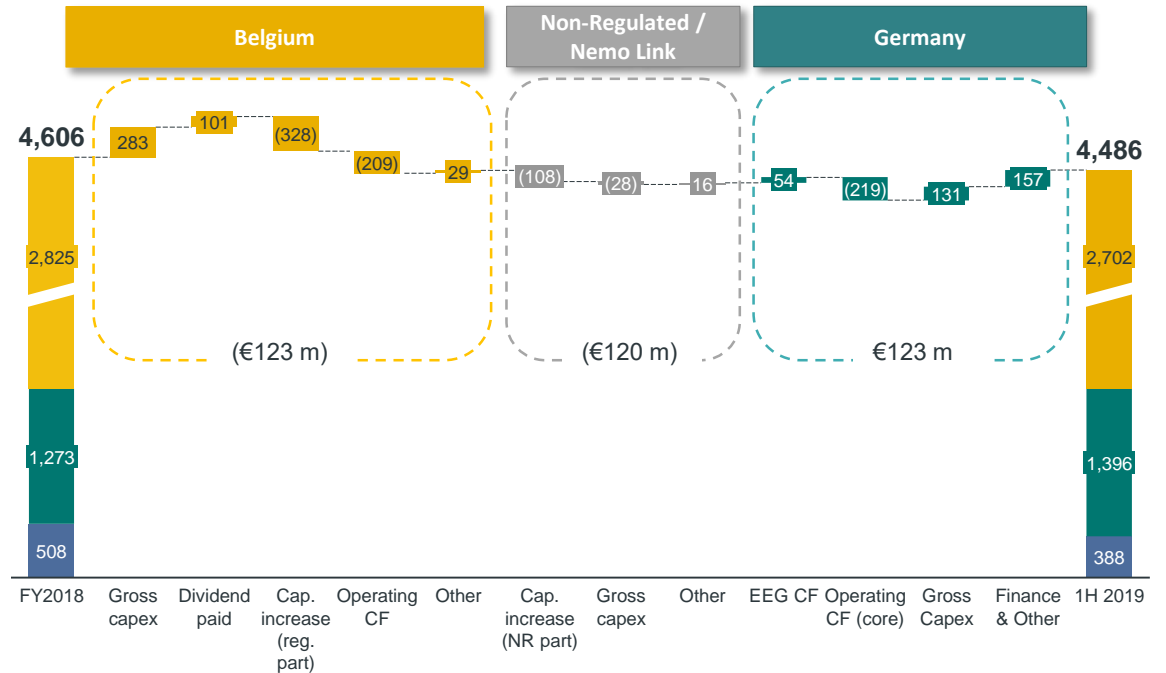 Belgium
Non-Regulated /
Nemo Link
Germany
4,606
283
101
(328)
(209)
29
(108)
(28)
16
54
(219)
131
157
4,486
2,825
2,702
(€123 m)
(€120 m)
€123 m
1,273
1,396
508
388
FY2018
Gross
capex
Dividend
paid
Cap.
increase
(reg.
part)
Operating
CF
Other
Cap.
increase
(NR part)
Gross
capex
Other
EEG CF
Operating
CF (core)
Gross
Capex
Finance
& Other
1H 2019